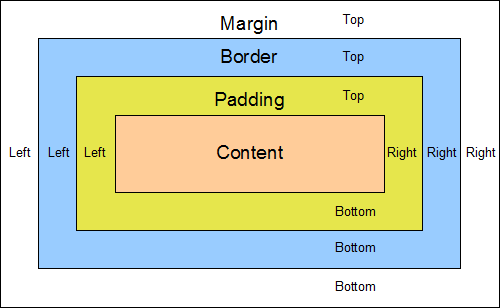 Margin Top
Border Top
Padding Top
Left Left Left Content Right Right Right
Bottom
Bottom
Bottom